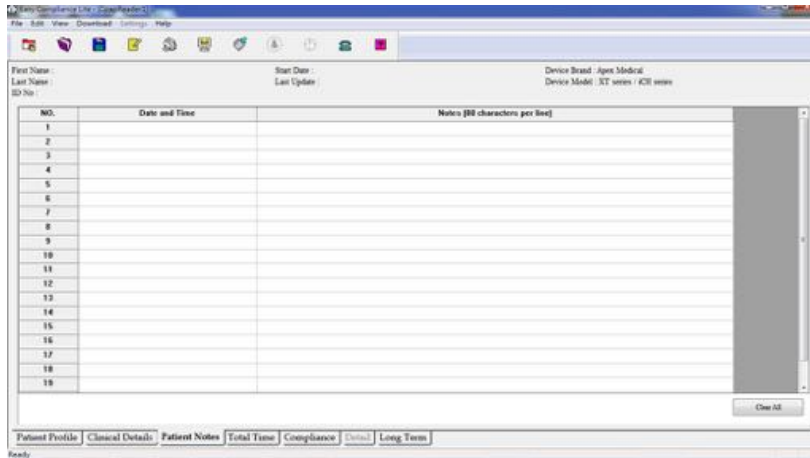 Easy Compliance Lite - [CpapReader2]
File Edit View Download Settings Help
First Name : Start Date : Device Brand : Apex Medical
Last Name : Last Update : Device Model : XT series / iCH series
ID No :
NO. Date and Time Notes (80 characters per line)
1
2
3
4
5
6
7
8
9
10
11
12
13
14
15
16
17
18
19
Clear All
Patient Profile Clinical Details Patient Notes Total Time Compliance Detail Long Term
Ready